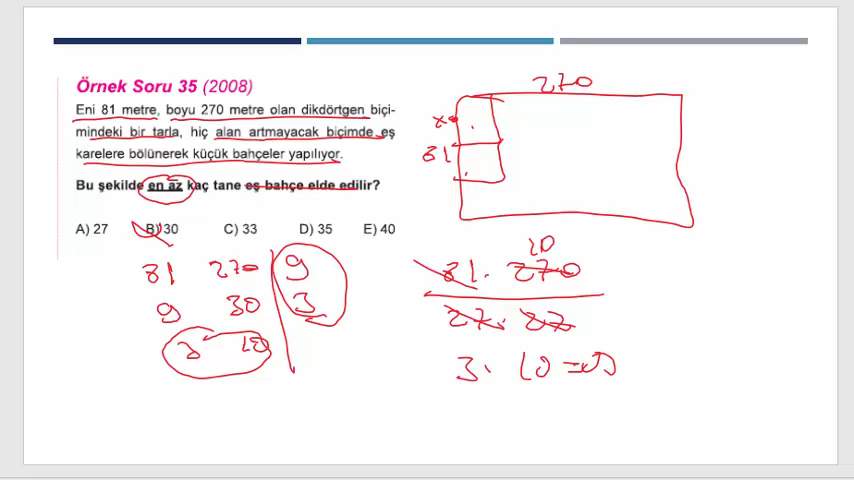 Örnek Soru 35 (2008)
Eni 81 metre, boyu 270 metre olan dikdörtgen biçi-
mindeki bir tarla, hiç alan artmayacak biçimde eş
karelere bölünerek küçük bahçeler yapılıyor.
Bu şekilde en az kaç tane eş bahçe elde edilir?
A) 27 B) 30 C) 33 D) 35 E) 40
270
x
81
81 270 9
9 30 3
3 10
10
81 . 270
27 . 27
3 . 10 =